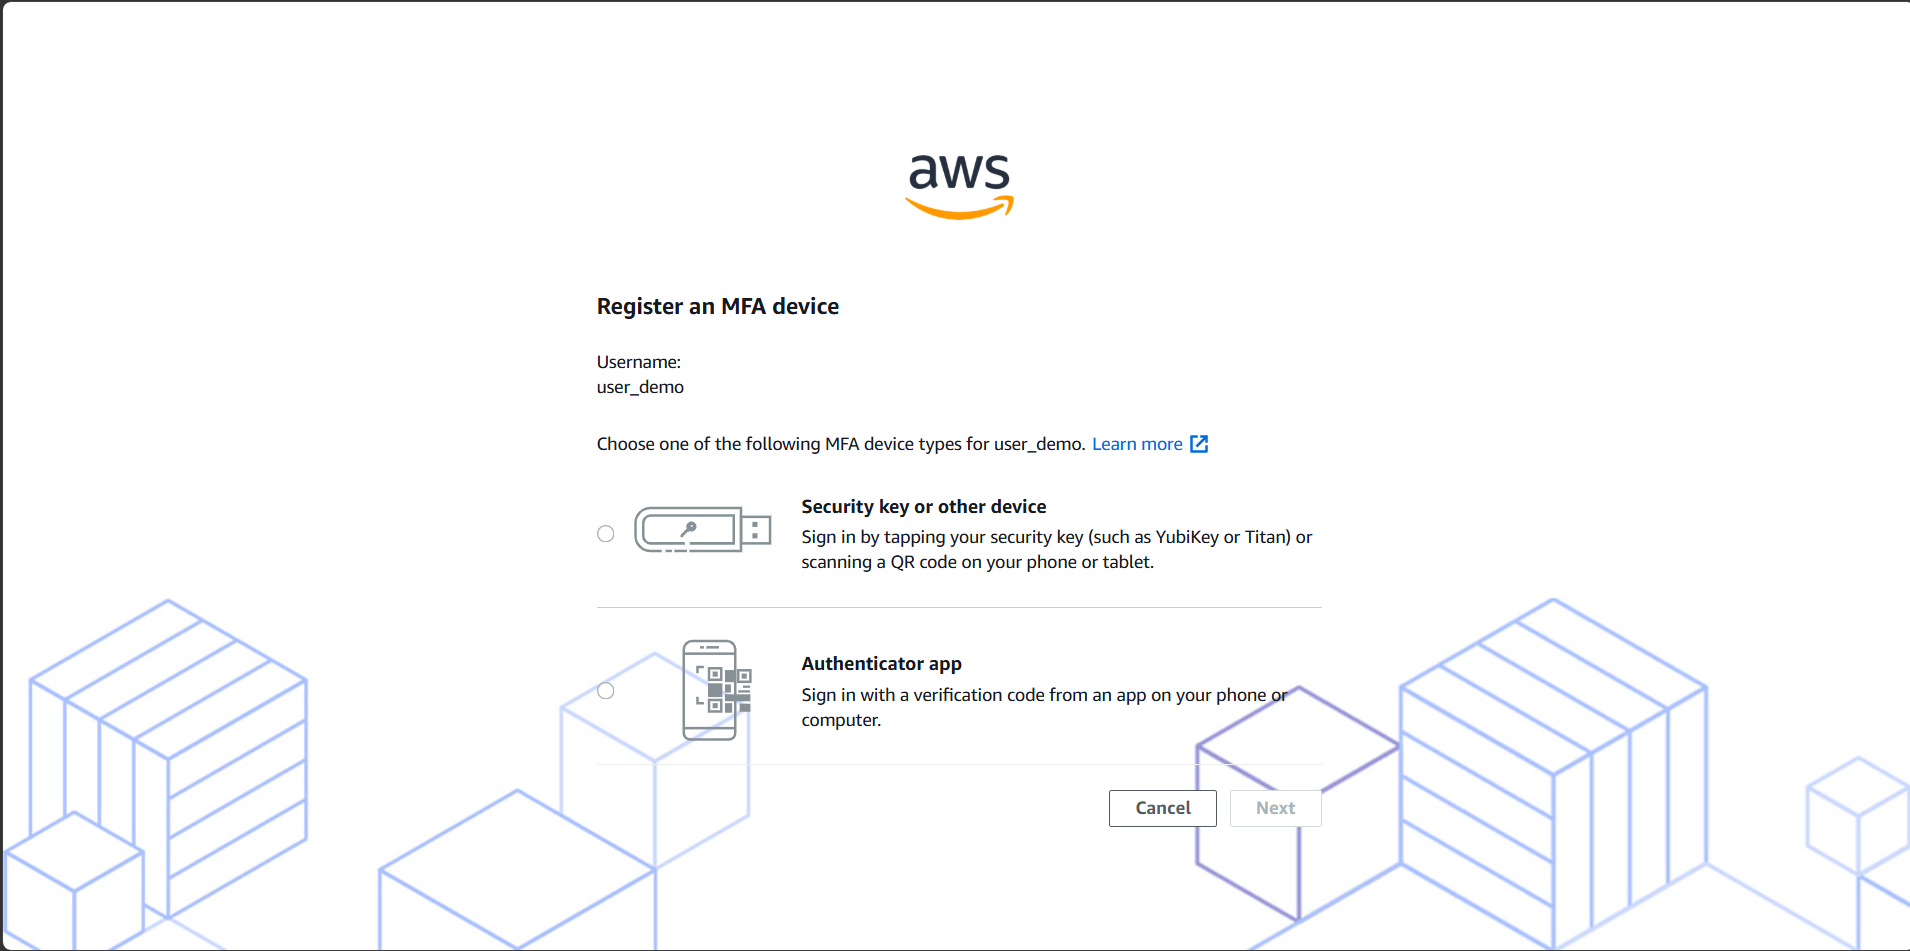 aws
Register an MFA device
Username:
user_demo
Choose one of the following MFA device types for user_demo. Learn more
Security key or other device
Sign in by tapping your security key (such as YubiKey or Titan) or
scanning a QR code on your phone or tablet.
Authenticator app
Sign in with a verification code from an app on your phone or
computer.
Cancel Next